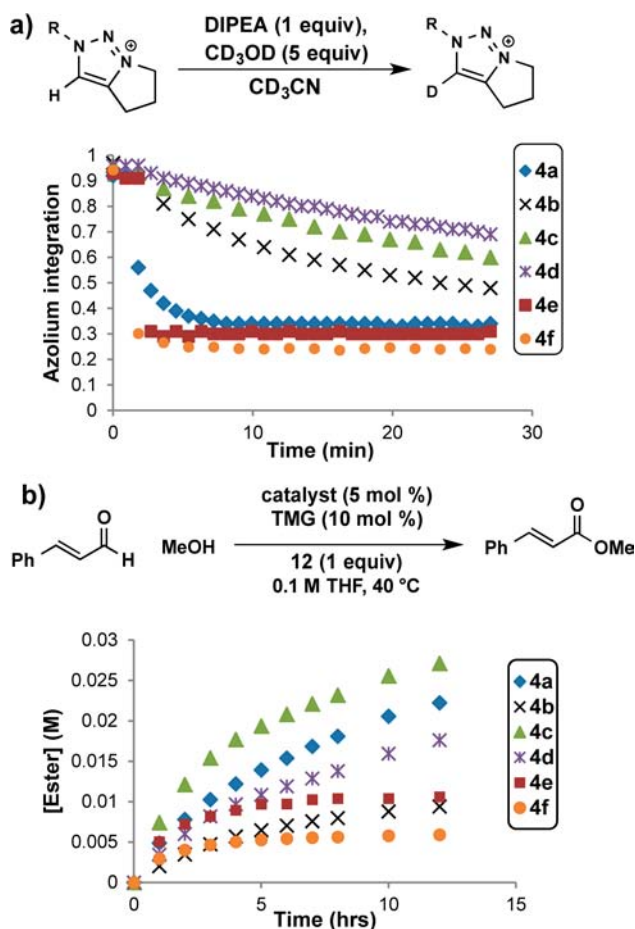 a)
DIPEA (1 equiv),
CD3OD (5 equiv)
CD3CN
R
N
N
N
⊕
H
R
N
N
N
⊕
D
Azolium integration
1
0.9
0.8
0.7
0.6
0.5
0.4
0.3
0.2
0.1
0
0
10
20
30
Time (min)
4a
4b
4c
4d
4e
4f
b)
catalyst (5 mol %)
TMG (10 mol %)
12 (1 equiv)
0.1 M THF, 40 °C
Ph
O
H
MeOH
Ph
O
OMe
[Ester] (M)
0.03
0.025
0.02
0.015
0.01
0.005
0
0
5
10
15
Time (hrs)
4a
4b
4c
4d
4e
4f